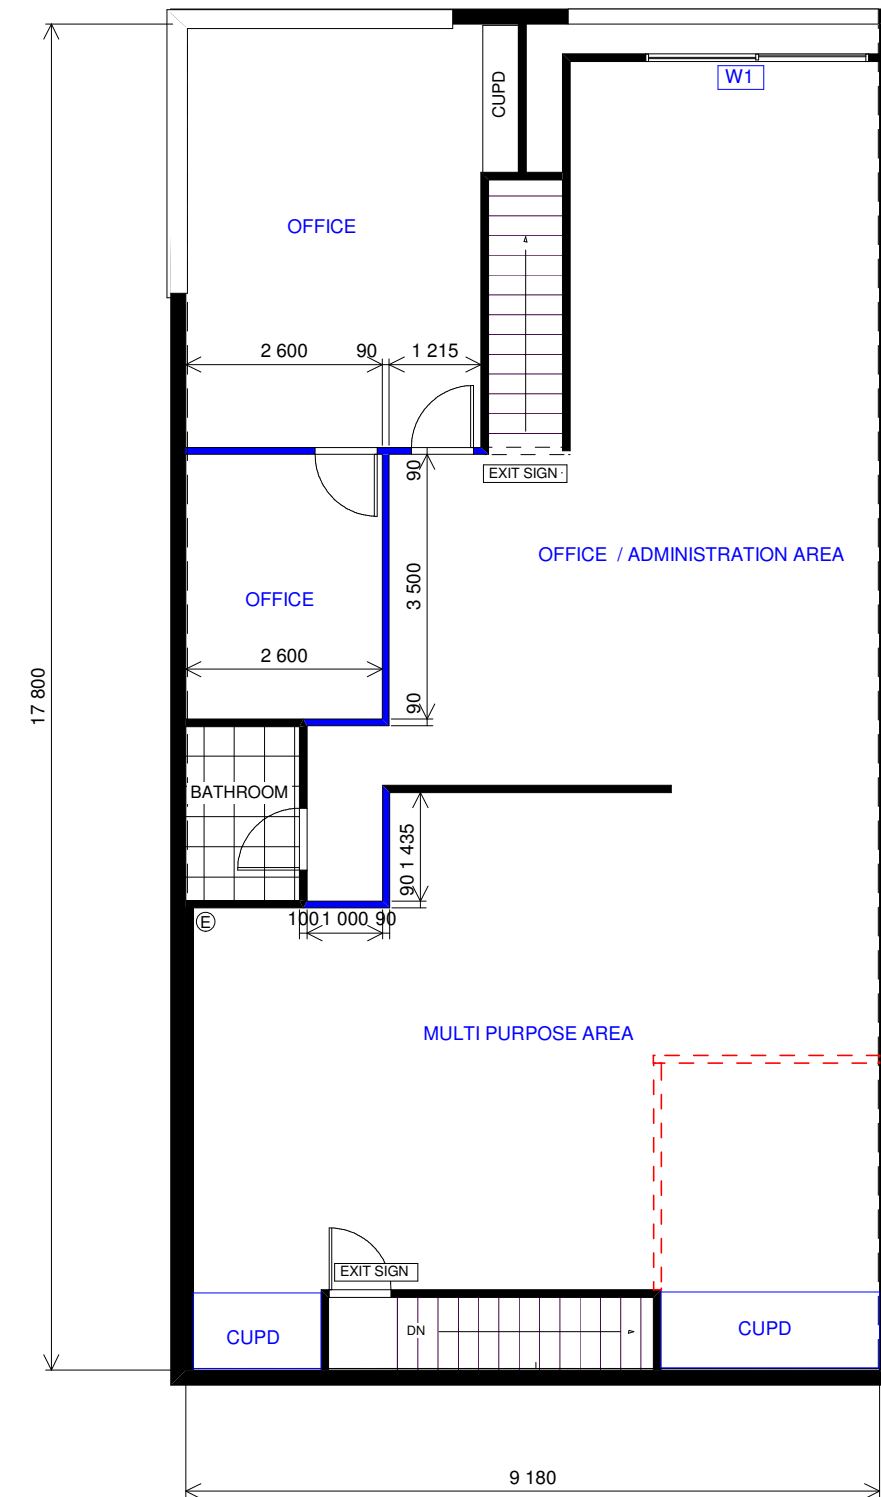 CUPD
W1
OFFICE
2 600
90
1 215
90
EXIT SIGN
OFFICE / ADMINISTRATION AREA
3 500
OFFICE
2 600
90
17 800
BATHROOM
1 435
90
E
100 1 000 90
MULTI PURPOSE AREA
EXIT SIGN
CUPD
DN
CUPD
9 180